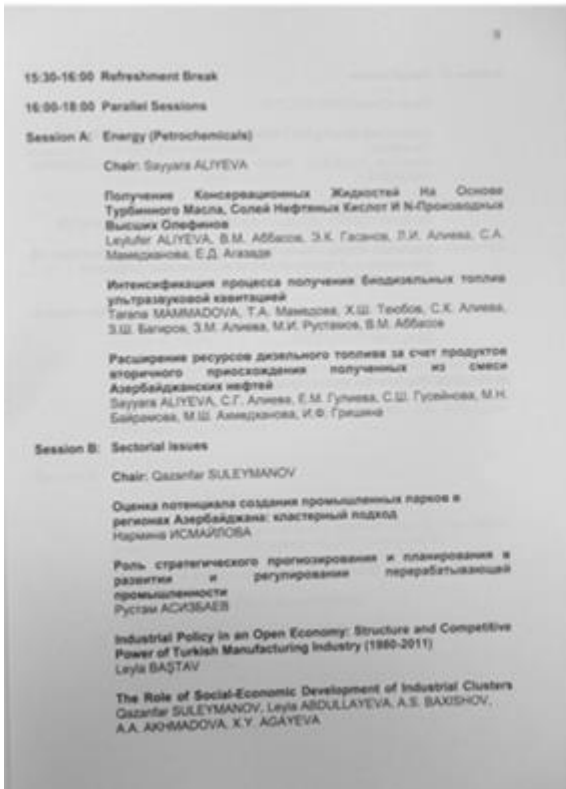 9
15:30-16:00 Refreshment Break
16:00-18:00 Parallel Sessions
Session A: Energy (Petrochemicals)
Chair: Sayyara ALIYEVA
Получение Консервационных Жидкостей На Основе
Турбинного Масла, Солей Нефтяных Кислот И N-Производных
Высших Олефинов
Leylufer ALIYEVA, В.М. Аббасов, Э.К. Гасанов, Л.И. Алиева, С.А.
Мамедханова, Е.Д. Агазаде
Интенсификация процесса получения биодизельных топлив
ультразвуковой кавитацией
Tarana MAMMADOVA, Т.А. Мамедова, Х.Ш. Теюбов, С.К. Алиева,
З.Ш. Багиров, З.М. Алиева, М.И. Рустамов, В.М. Аббасов
Расширение ресурсов дизельного топлива за счет продуктов
вторичного приосхождения полученных из смеси
Азербайджанских нефтей
Sayyara ALIYEVA, С.Г. Алиева, Е.М. Гулиева, С.Ш. Гусейнова, М.Н.
Байрамова, М.Ш. Ахмедханова, И.Ф. Гришина
Session B: Sectorial Issues
Chair: Qazanfar SULEYMANOV
Оценка потенциала создания промышленных парков в
регионах Азербайджана: кластерный подход
Нармина ИСМАЙЛОВА
Роль стратегического прогнозирования и планирования в
развитии и регулировании перерабатывающей
промышленности
Рустам АСИЗБАЕВ
Industrial Policy in an Open Economy: Structure and Competitive
Power of Turkish Manufacturing Industry (1980-2011)
Leyla BAŞTAV
The Role of Social-Economic Development of Industrial Clusters
Qazanfar SULEYMANOV, Leyla ABDULLAYEVA, A.S. BAXISHOV,
A.A. AKHMADOVA, X.Y. AGAYEVA